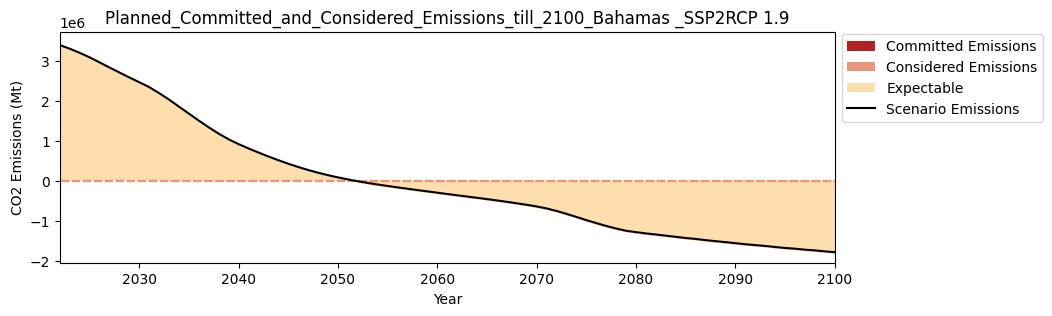 Planned_Committed_and_Considered_Emissions_till_2100_Bahamas _SSP2RCP 1.9
1e6
CO2 Emissions (Mt)
3
2
1
0
−1
−2
2030 2040 2050 2060 2070 2080 2090 2100
Year
Committed Emissions
Considered Emissions
Expectable
Scenario Emissions